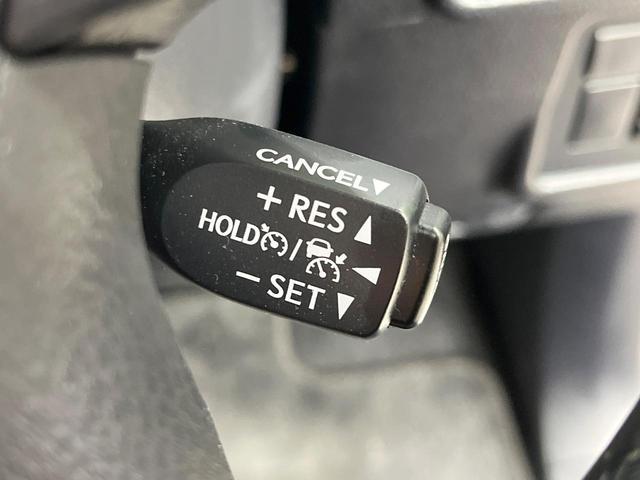 CANCEL▼
+ RES ▲
HOLD /
− SET ▼